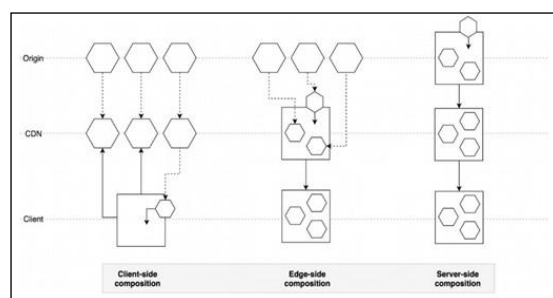 Origin
CDN
Client
Client-side
composition
Edge-side
composition
Server-side
composition